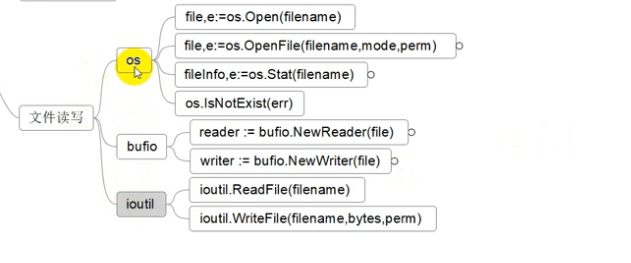 file,e:=os.Open(filename)
file,e:=os.OpenFile(filename,mode,perm)
os
fileInfo,e:=os.Stat(filename)
os.IsNotExist(err)
文件读写
reader := bufio.NewReader(file)
bufio
writer := bufio.NewWriter(file)
ioutil.ReadFile(filename)
ioutil
ioutil.WriteFile(filename,bytes,perm)